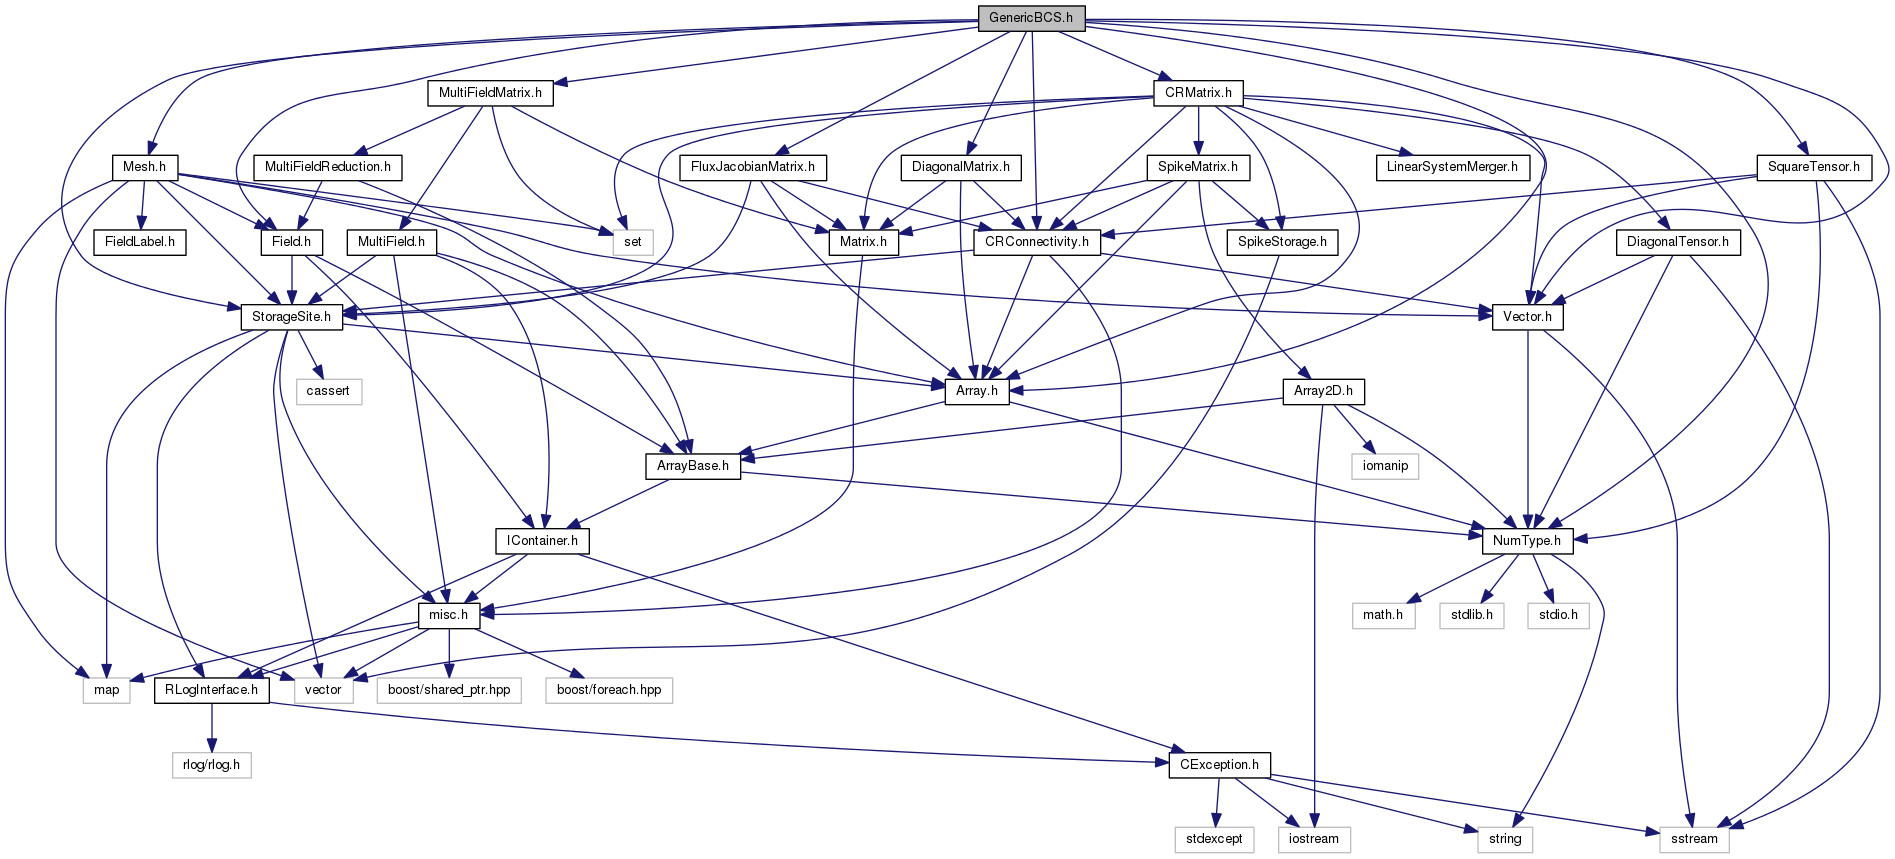 GenericBCS.h
MultiFieldMatrix.h
CRMatrix.h
Mesh.h
MultiFieldReduction.h
FluxJacobianMatrix.h
DiagonalMatrix.h
SpikeMatrix.h
LinearSystemMerger.h
SquareTensor.h
FieldLabel.h
Field.h
MultiField.h
set
Matrix.h
CRConnectivity.h
SpikeStorage.h
DiagonalTensor.h
StorageSite.h
Vector.h
cassert
Array.h
Array2D.h
ArrayBase.h
iomanip
IContainer.h
NumType.h
misc.h
math.h
stdlib.h
stdio.h
map
RLogInterface.h
vector
boost/shared_ptr.hpp
boost/foreach.hpp
rlog/rlog.h
CException.h
stdexcept
iostream
string
sstream